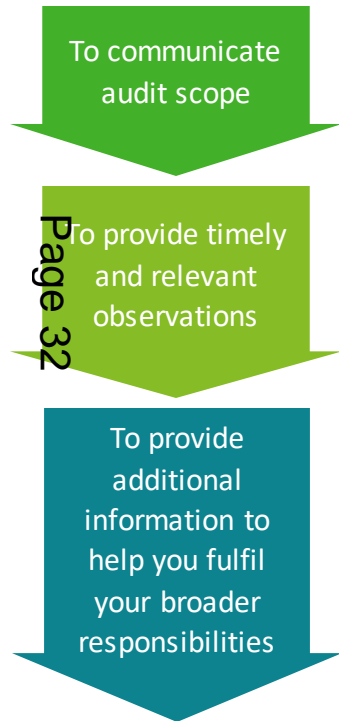 To communicate
audit scope
Page 32
To provide timely
and relevant
observations
To provide
additional
information to
help you fulfil
your broader
responsibilities